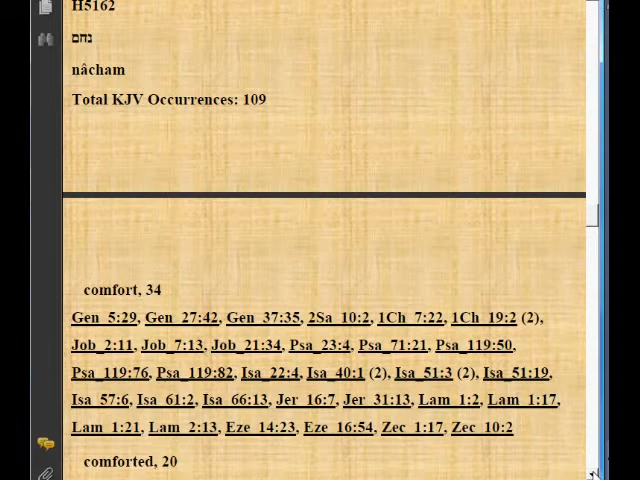 H5162
נחם
nâcham
Total KJV Occurrences: 109
comfort, 34
Gen_5:29, Gen_27:42, Gen_37:35, 2Sa_10:2, 1Ch_7:22, 1Ch_19:2 (2),
Job_2:11, Job_7:13, Job_21:34, Psa_23:4, Psa_71:21, Psa_119:50,
Psa_119:76, Psa_119:82, Isa_22:4, Isa_40:1 (2), Isa_51:3 (2), Isa_51:19,
Isa_57:6, Isa_61:2, Isa_66:13, Jer_16:7, Jer_31:13, Lam_1:2, Lam_1:17,
Lam_1:21, Lam_2:13, Eze_14:23, Eze_16:54, Zec_1:17, Zec_10:2
comforted, 20